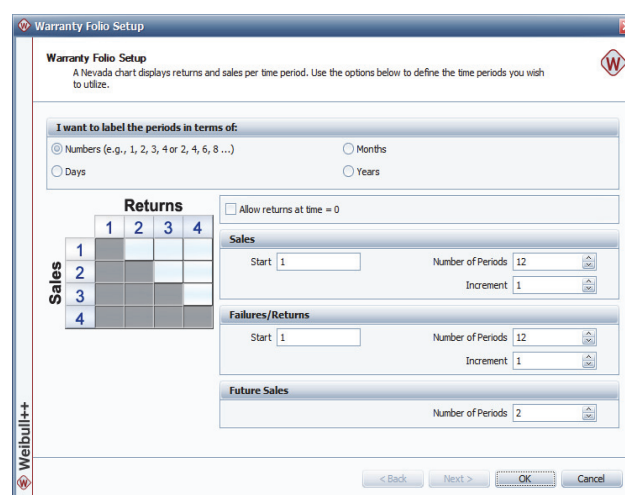 Warranty Folio Setup
Warranty Folio Setup
A Nevada chart displays returns and sales per time period. Use the options below to define the time periods you wish
to utilize.
W
I want to label the periods in terms of:
Numbers (e.g., 1, 2, 3, 4 or 2, 4, 6, 8 ...)
Months
Days
Years
Returns
1 2 3 4
Sales
1
2
3
4
Allow returns at time = 0
Sales
Start 1
Number of Periods 12
Increment 1
Failures/Returns
Start 1
Number of Periods 12
Increment 1
Future Sales
Number of Periods 2
Weibull++
< Back Next > OK Cancel